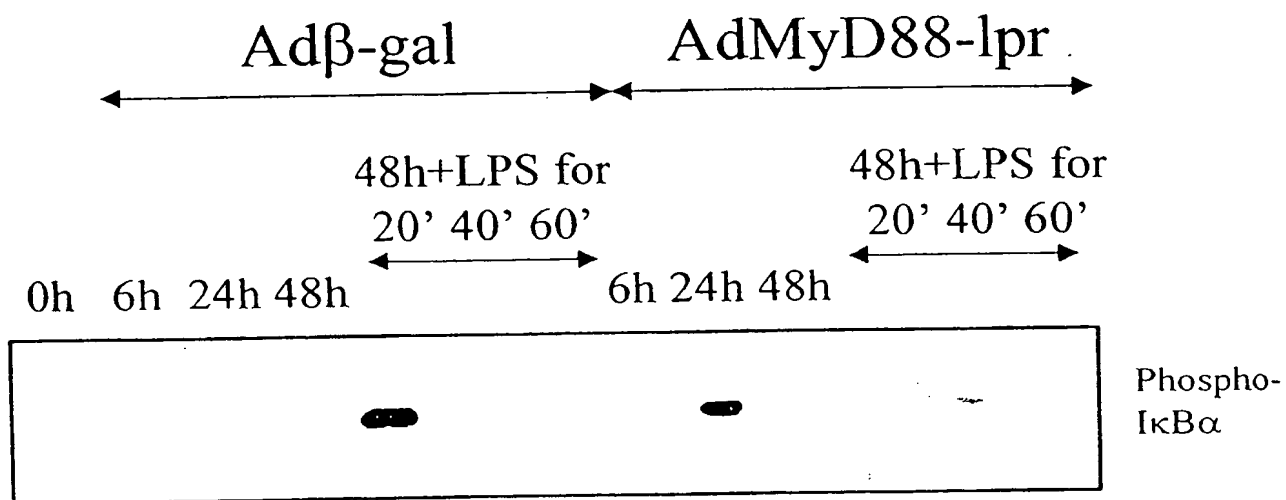 Adβ-gal AdMyD88-lpr
48h+LPS for 48h+LPS for
20’ 40’ 60’ 20’ 40’ 60’
0h 6h 24h 48h 6h 24h 48h
Phospho-
IκBα